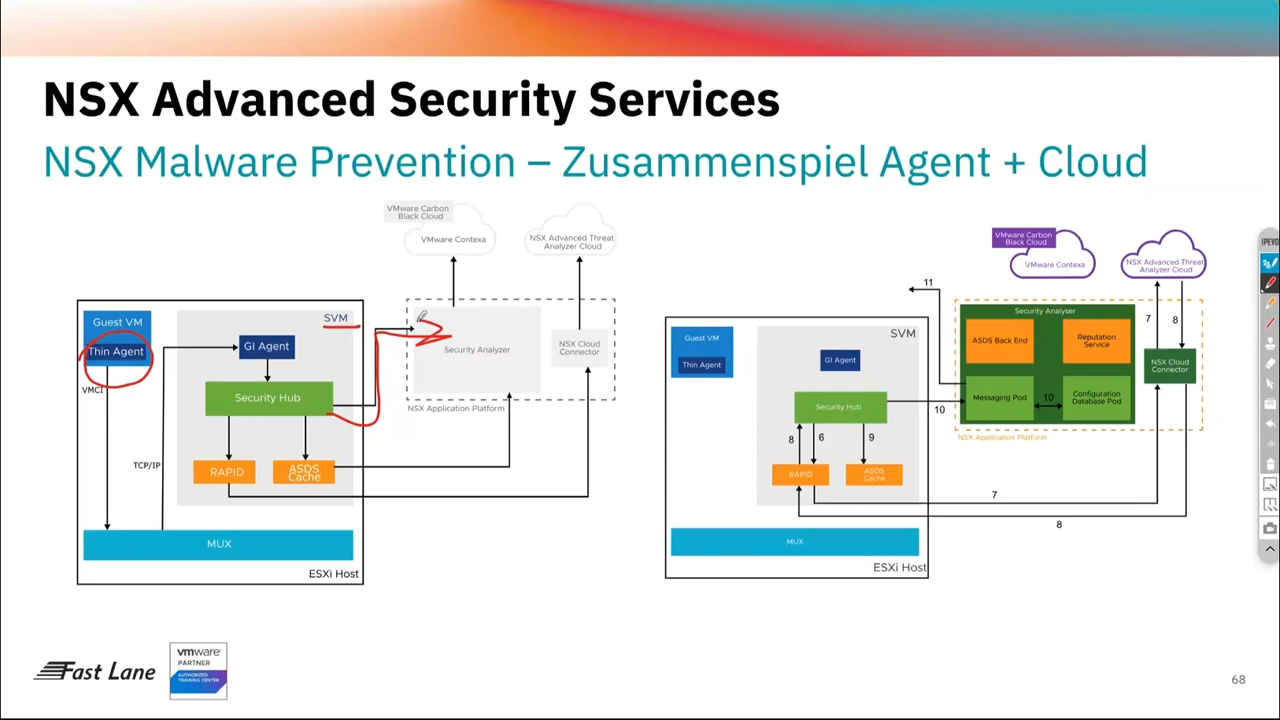 NSX Advanced Security Services
NSX Malware Prevention – Zusammenspiel Agent + Cloud
VMware Carbon
Black Cloud
VMware Contexa
NSX Advanced Threat
Analyzer Cloud
Guest VM
Thin Agent
VMCI
TCP/IP
SVM
GI Agent
Security Hub
RAPID
ASDS
Cache
MUX
ESXi Host
Security Analyzer
NSX Cloud
Connector
NSX Application Platform
VMware Carbon
Black Cloud
VMware Contexa
NSX Advanced Threat
Analyzer Cloud
11
7
8
Guest VM
Thin Agent
SVM
GI Agent
Security Hub
8
6
9
RAPID
ASDS
Cache
MUX
ESXi Host
10
Security Analyser
ASDS Back End
Reputation
Service
Messaging Pod
10
Configuration
Database Pod
NSX Cloud
Connector
NSX Application Platform
7
8
IPEVO
Fast Lane
vmware
PARTNER
AUTHORIZED
TRAINING CENTER
68